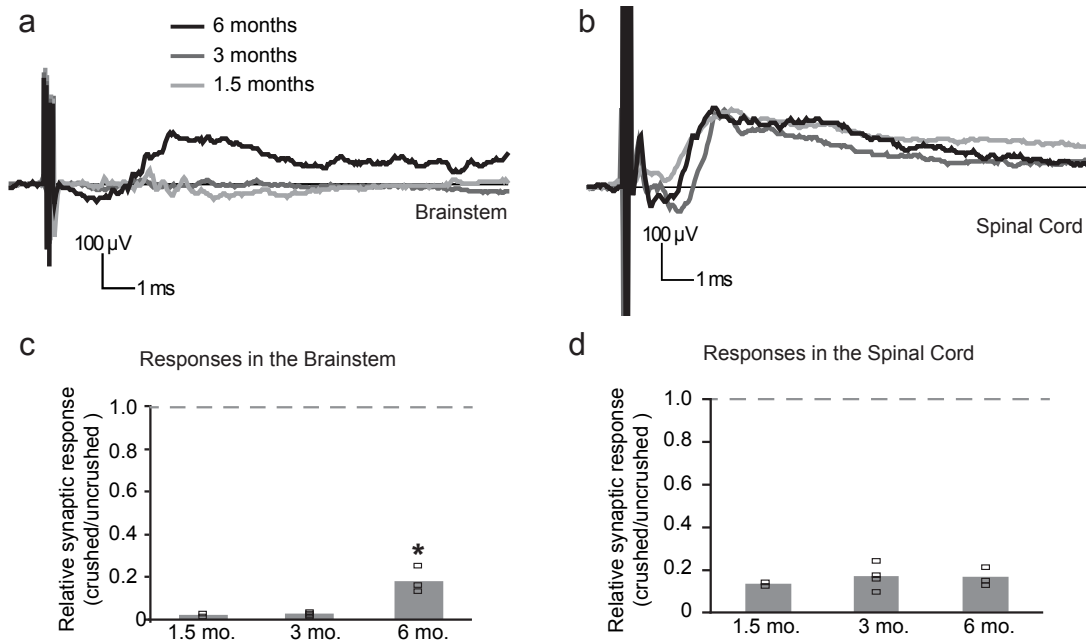 a
6 months
3 months
1.5 months
Brainstem
100 µV
1 ms
b
Spinal Cord
100 µV
1 ms
c
Responses in the Brainstem
Relative synaptic response
(crushed/uncrushed )
1.0
0.8
0.6
0.4
0.2
0
*
1.5 mo.
3 mo.
6 mo.
d
Responses in the Spinal Cord
Relative synaptic response
(crushed/uncrushed )
1.0
0.8
0.6
0.4
0.2
0
1.5 mo.
3 mo.
6 mo.